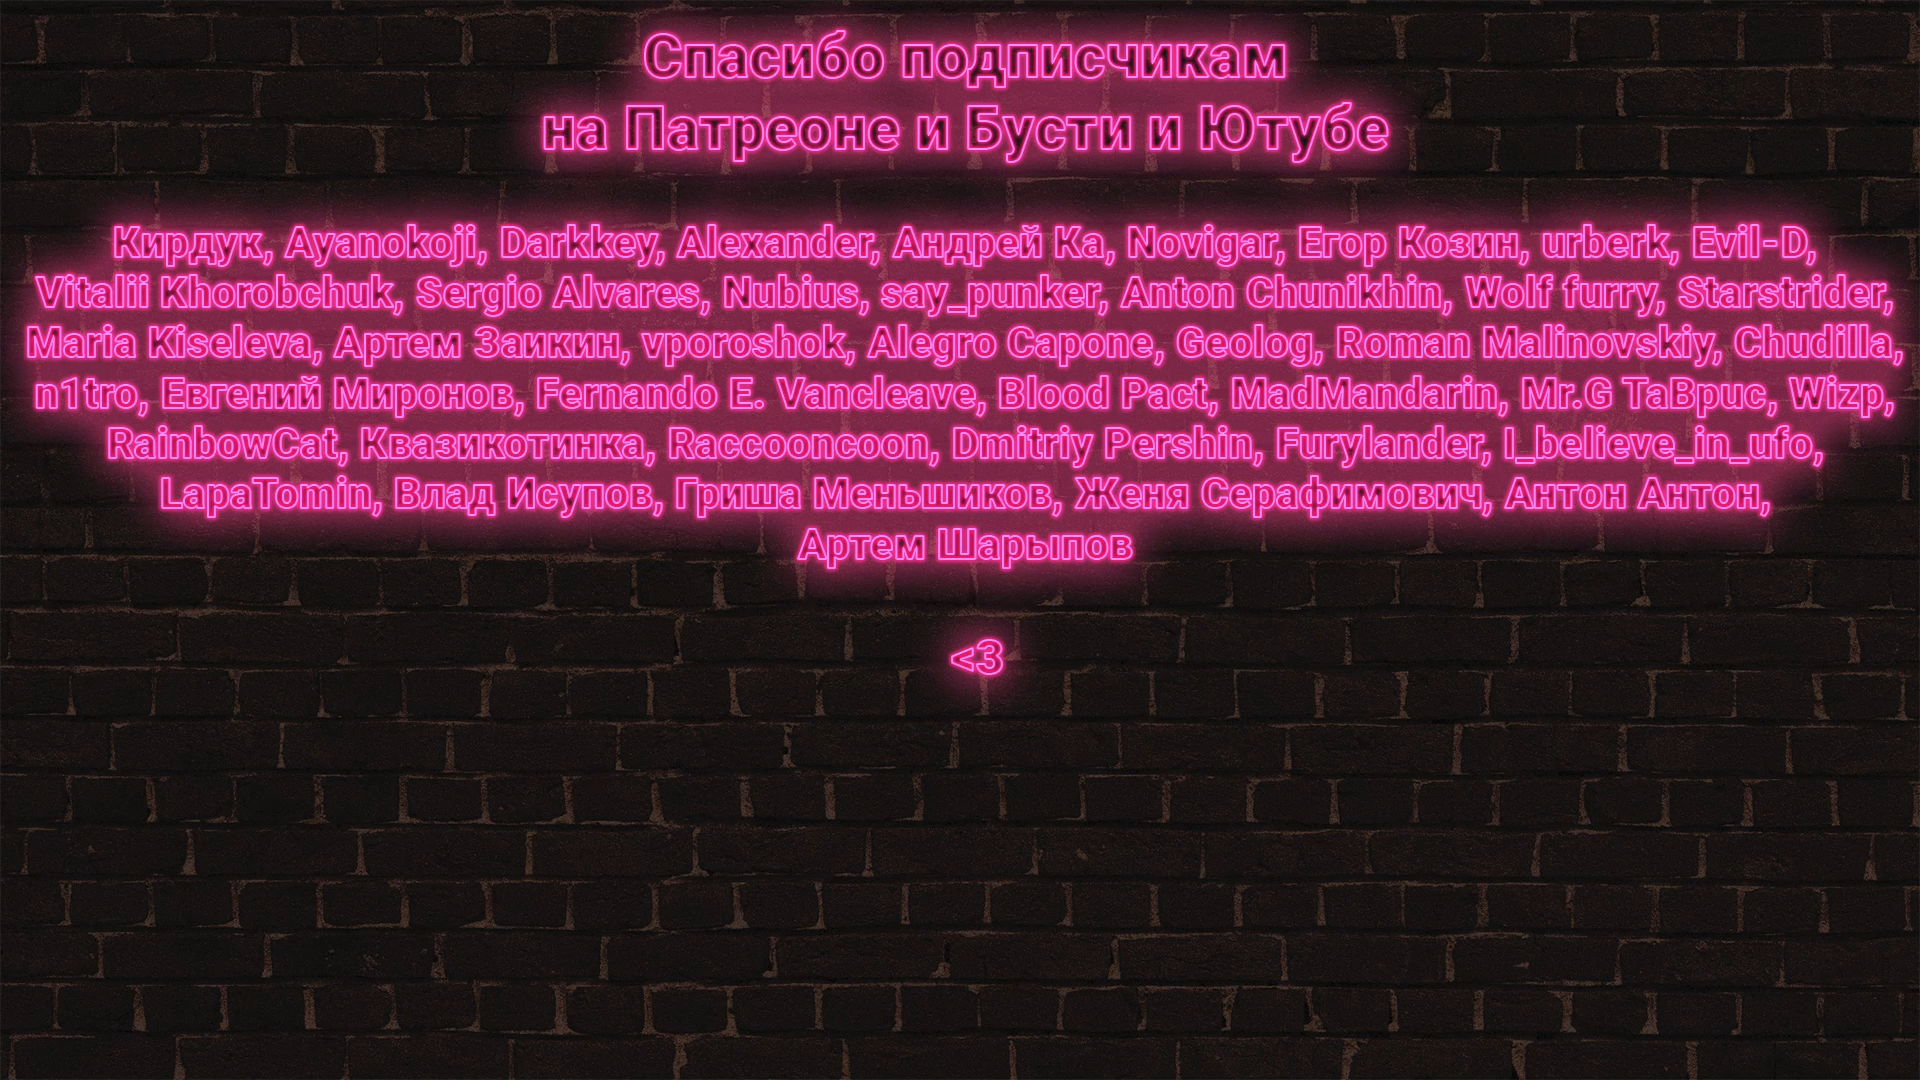 Спасибо подписчикам
на Патреоне и Бусти и Ютубе
Кирдук, Ayanokoji, Darkkey, Alexander, Андрей Ка, Novigar, Егор Козин, urberk, Evil-D,
Vitalii Khorobchuk, Sergio Alvares, Nubius, say_punker, Anton Chunikhin, Wolf furry, Starstrider,
Maria Kiseleva, Артем Заикин, vporoshok, Alegro Capone, Geolog, Roman Malinovskiy, Chudilla,
n1tro, Евгений Миронов, Fernando E. Vancleave, Blood Pact, MadMandarin, Mr.G TaBpuc, Wizp,
RainbowCat, Квазикотинка, Raccooncoon, Dmitriy Pershin, Furylander, I_believe_in_ufo,
LapaTomin, Влад Исупов, Гриша Меньшиков, Женя Серафимович, Антон Антон,
Артем Шарыпов
<3